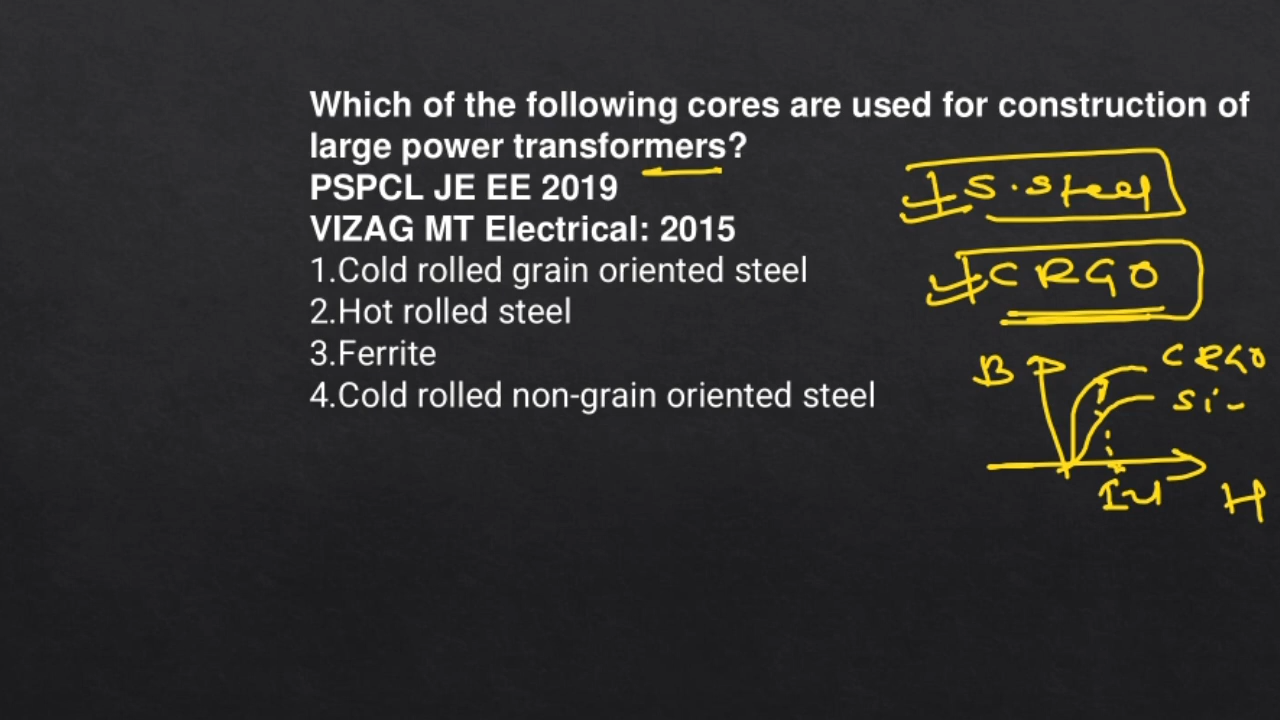 Which of the following cores are used for construction of
large power transformers?
PSPCL JE EE 2019
VIZAG MT Electrical: 2015
1.Cold rolled grain oriented steel
2.Hot rolled steel
3.Ferrite
4.Cold rolled non-grain oriented steel
S.Steel
CRGO
B
CRGO
Si-
H